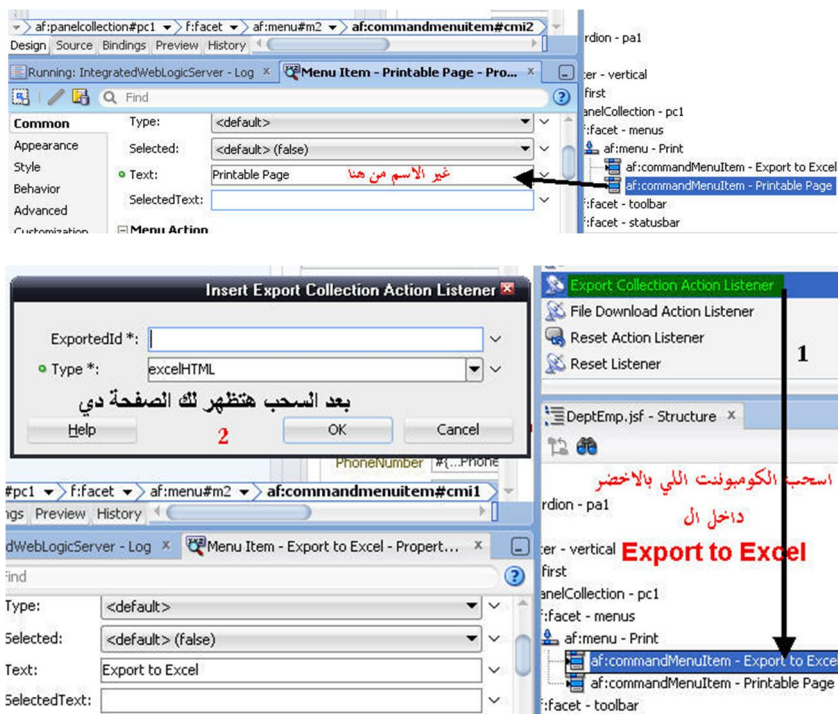 af:panelcollection#pc1 f:facet af:menu#m2 af:commandmenuitem#cmi2
Design Source Bindings Preview History
Running: IntegratedWebLogicServer - Log × Menu Item - Printable Page - Pro... ×
Find
Common
Appearance
Style
Behavior
Advanced
Customization
Type: <default>
Selected: <default> (false)
Text: Printable Page غير الاسم من هنا
SelectedText:
Menu Action
rdion - pa1
ter - vertical
first
anelCollection - pc1
f:facet - menus
af:menu - Print
af:commandMenuItem - Export to Excel
af:commandMenuItem - Printable Page
f:facet - toolbar
f:facet - statusbar
Insert Export Collection Action Listener
ExportedId *:
Type *: excelHTML
بعد السحب هتظهر لك الصفحة دي
Help 2 OK Cancel
PhoneNumber #{...Phone
#pc1 f:facet af:menu#m2 af:commandmenuitem#cmi1
ngs Preview History
dWebLogicServer - Log × Menu Item - Export to Excel - Propert... ×
Find
Type: <default>
Selected: <default> (false)
Text: Export to Excel
SelectedText:
Export Collection Action Listener
File Download Action Listener
Reset Action Listener
Reset Listener
1
DeptEmp.jsf - Structure ×
اسحب الكومبوننت اللي بالاخضر
rdion - pa1
داخل ال
ter - vertical
Export to Excel
first
anelCollection - pc1
f:facet - menus
af:menu - Print
af:commandMenuItem - Export to Exce
af:commandMenuItem - Printable Page
f:facet - toolbar